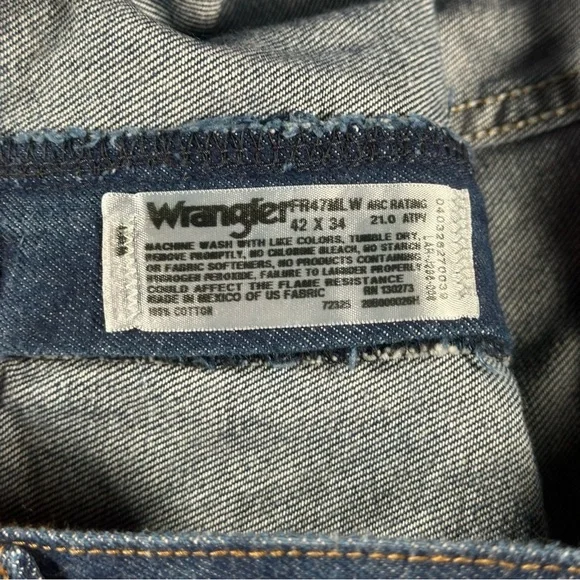 Wrangler FR47MLW ARC RATING
42 X 34 21.0 ATPV
MACHINE WASH WITH LIKE COLORS, TUMBLE DRY,
REMOVE PROMPTLY, NO CHLORINE BLEACH, NO STARCH
OR FABRIC SOFTENERS, NO PRODUCTS CONTAINING
HYDROGEN PEROXIDE, FAILURE TO LAUNDER PROPERLY
COULD AFFECT THE FLAME RESISTANCE
MADE IN MEXICO OF US FABRIC RN 130273
100% COTTON 72325
040326270039